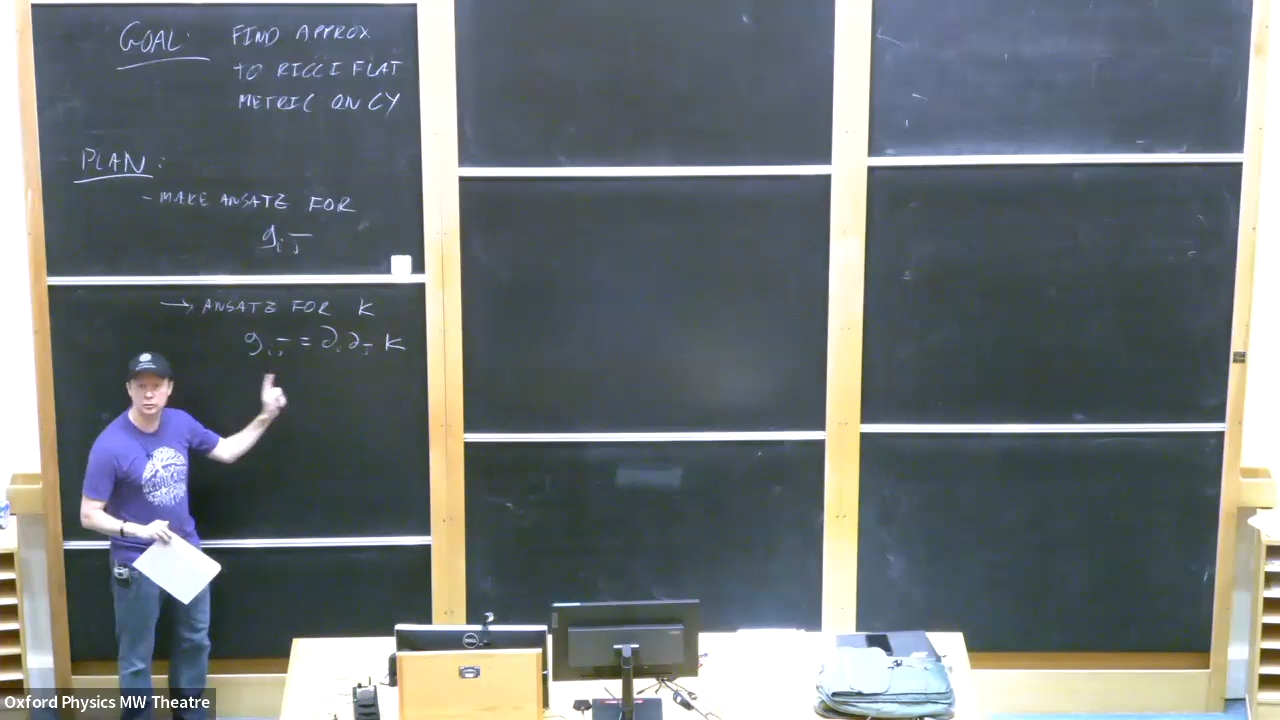 GOAL: FIND APPROX
TO RICCI FLAT
METRIC ON CY
PLAN:
- MAKE ANSATZ FOR
g_{i\bar{j}}
→ ANSATZ FOR K
g_{i\bar{j}} = ∂_i ∂_{\bar{j}} K
DELL
Oxford Physics MW Theatre